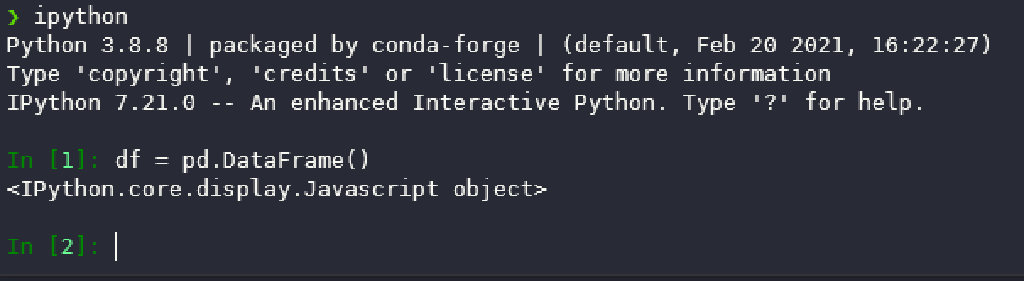 ❯ ipython
Python 3.8.8 | packaged by conda-forge | (default, Feb 20 2021, 16:22:27)
Type 'copyright', 'credits' or 'license' for more information
IPython 7.21.0 -- An enhanced Interactive Python. Type '?' for help.
In [1]: df = pd.DataFrame()
<IPython.core.display.Javascript object>
In [2]: